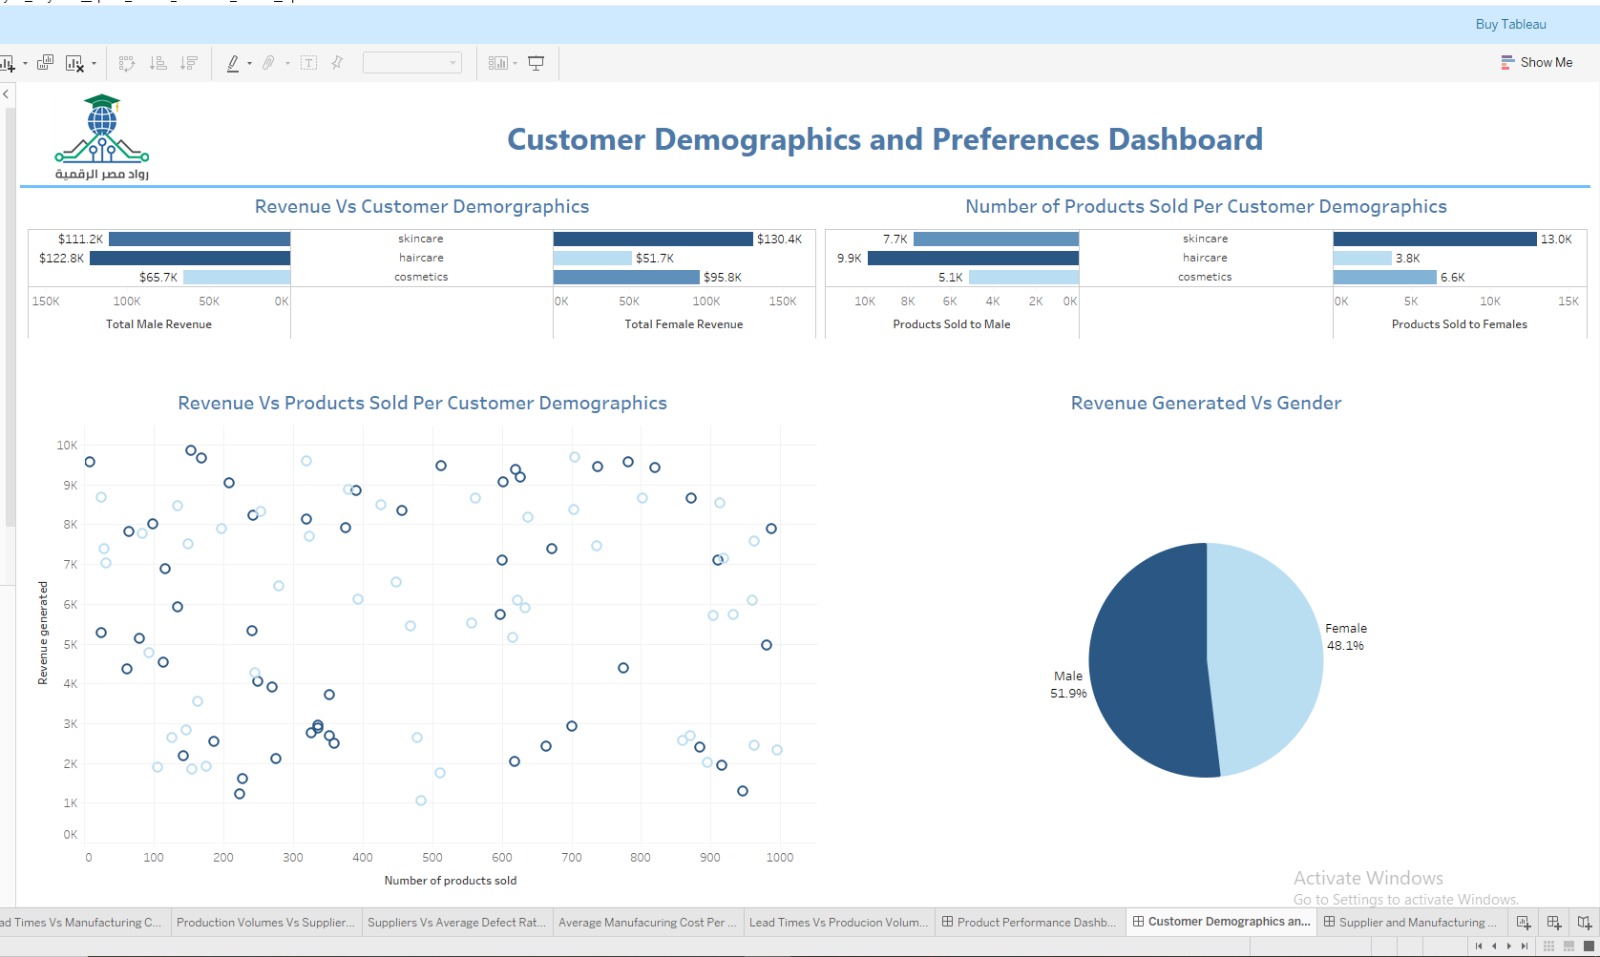 Buy Tableau
Show Me
رواد مصر الرقمية
Customer Demographics and Preferences Dashboard
Revenue Vs Customer Demorgraphics
$111.2K skincare $130.4K
$122.8K haircare $51.7K
$65.7K cosmetics $95.8K
150K 100K 50K 0K 0K 50K 100K 150K
Total Male Revenue Total Female Revenue
Number of Products Sold Per Customer Demographics
7.7K skincare 13.0K
9.9K haircare 3.8K
5.1K cosmetics 6.6K
10K 8K 6K 4K 2K 0K 0K 5K 10K 15K
Products Sold to Male Products Sold to Females
Revenue Vs Products Sold Per Customer Demographics
10K
9K
8K
7K
6K
5K
4K
3K
2K
1K
0K
Revenue generated
0 100 200 300 400 500 600 700 800 900 1000
Number of products sold
Revenue Generated Vs Gender
Female
48.1%
Male
51.9%
Activate Windows
Go to Settings to activate Windows.
ad Times Vs Manufacturing C... Production Volumes Vs Supplier... Suppliers Vs Average Defect Rat... Average Manufacuring Cost Per ... Lead Times Vs Producion Volum... Product Performance Dashb... Customer Demographics an... Supplier and Manufacturing ...